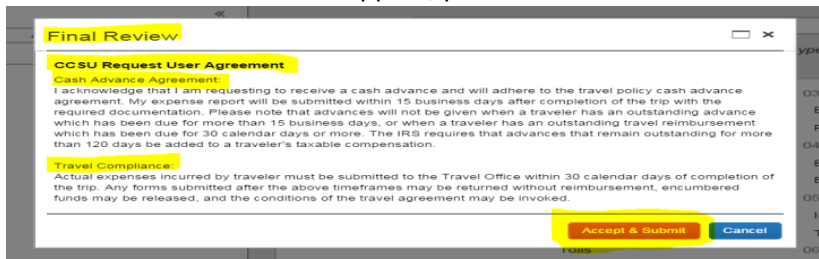 «
Final Review
CCSU Request User Agreement
Cash Advance Agreement:
I acknowledge that I am requesting to receive a cash advance and will adhere to the travel policy cash advance
agreement. My expense report will be submitted within 15 business days after completion of the trip with the
required documentation. Please note that advances will not be given when a traveler has an outstanding advance
which has been due for more than 15 business days, or when a traveler has an outstanding travel reimbursement
which has been due for 30 calendar days or more. The IRS requires that advances that remain outstanding for more
than 120 days be added to a traveler's taxable compensation.
Travel Compliance:
Actual expenses incurred by traveler must be submitted to the Travel Office within 30 calendar days of completion of
the trip. Any forms submitted after the above timeframes may be returned without reimbursement, encumbered
funds may be released, and the conditions of the travel agreement may be invoked.
Accept & Submit Cancel
Tolls
03
04
05
06